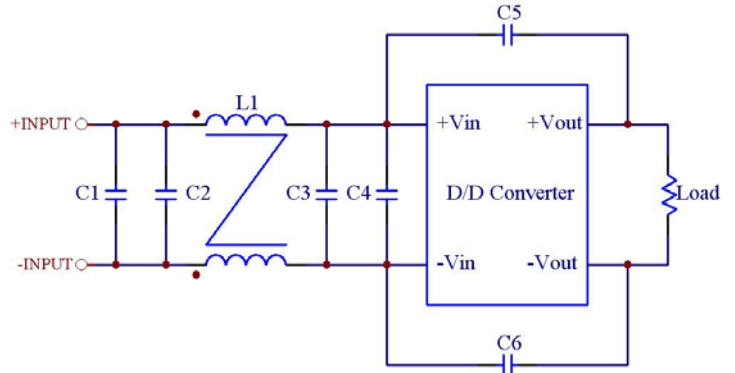 C5
L1
+INPUT
+Vin
+Vout
C1
C2
C3
C4
D/D Converter
Load
-INPUT
-Vin
-Vout
C6